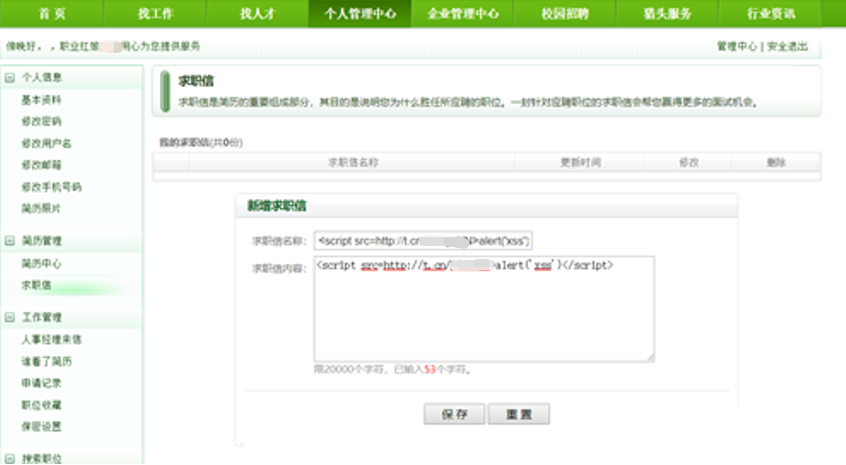 首 页 找工作 找人才 个人管理中心 企业管理中心 校园招聘 猎头服务 行业资讯
傍晚好，，职业红 用心为您提供服务 管理中心 | 安全退出
个人信息
基本资料
修改密码
修改用户名
修改邮箱
修改手机号码
简历照片
简历管理
简历中心
求职信
工作管理
人事经理来信
谁看了简历
申请记录
职位收藏
保密设置
搜索职位
求职信
求职信是简历的重要组成部分，其目的是说明您为什么胜任所应聘的职位。一封针对应聘职位的求职信会帮您赢得更多的面试机会。
我的求职信(共0份)
求职信名称 更新时间 修改 删除
新增求职信
求职信名称： <script src=http://t.cn >alert("xss")
求职信内容： <script src=http://t.cn/ >alert('xss')</script>
限20000个字符，已输入53个字符。
保 存 重 置